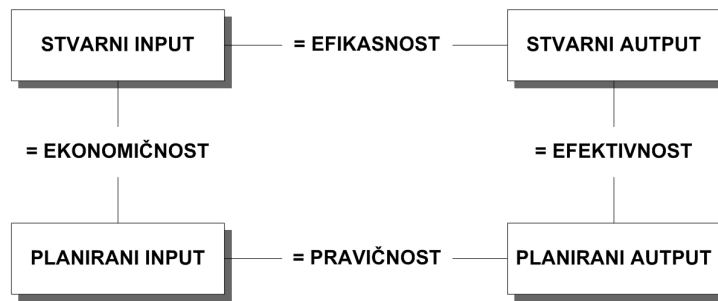 STVARNI INPUT
= EFIKASNOST
STVARNI AUTPUT
= EKONOMIČNOST
= EFEKTIVNOST
PLANIRANI INPUT
= PRAVIČNOST
PLANIRANI AUTPUT